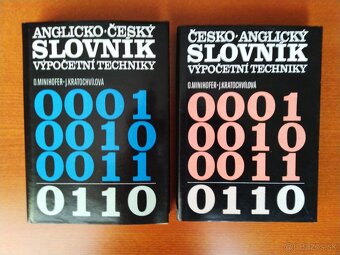 ANGLICKO-ČESKÝ
SLOVNÍK
VÝPOČETNÍ TECHNIKY
O.MINIHOFER-J.KRATOCHVÍLOVÁ
0001
0010
0011
0110
ČESKO-ANGLICKÝ
SLOVNÍK
VÝPOČETNÍ TECHNIKY
O.MINIHOFER-J.KRATOCHVÍLOVÁ
0001
0010
0011
0110